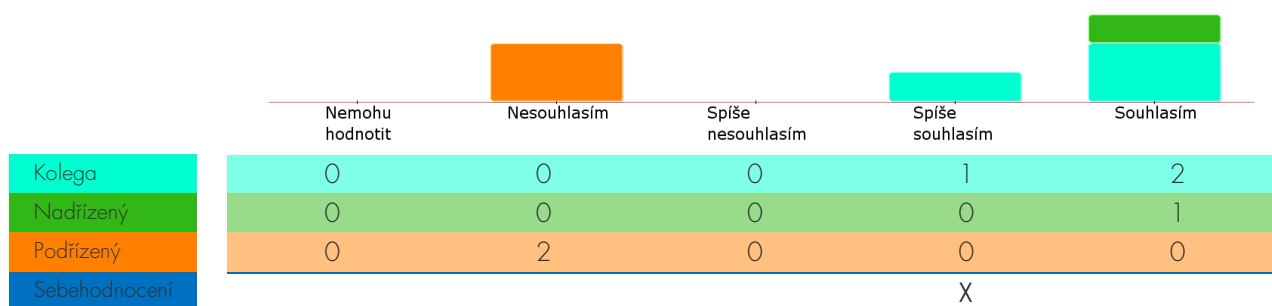 Nemohu hodnotit Nesouhlasím Spíše nesouhlasím Spíše souhlasím Souhlasím
Kolega 0 0 0 1 2
Nadřízený 0 0 0 0 1
Podřízený 0 2 0 0 0
Sebehodnocení X